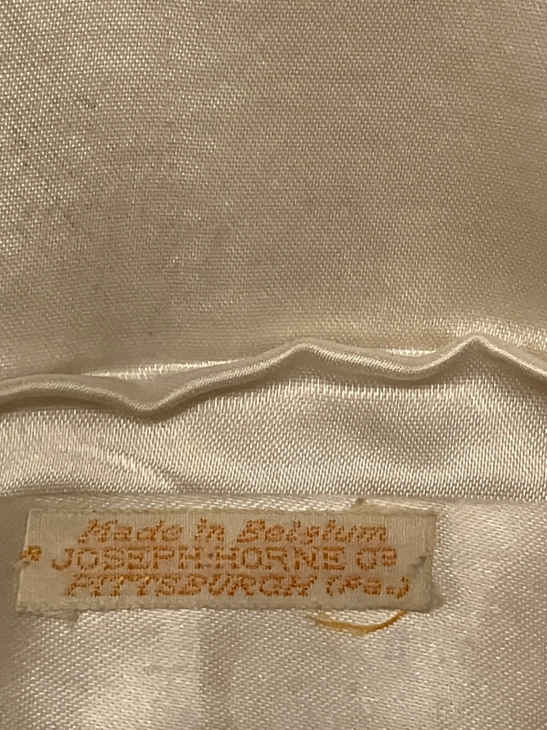 Made in Belgium
JOSEPH·HORNE Cº
PITTSBURGH (Pa.)